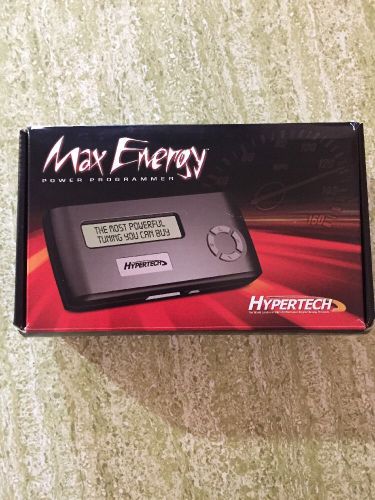 Max Energy
POWER PROGRAMMER
THE MOST POWERFUL
TUNING YOU CAN BUY
HYPERTECH
HYPERTECH
160